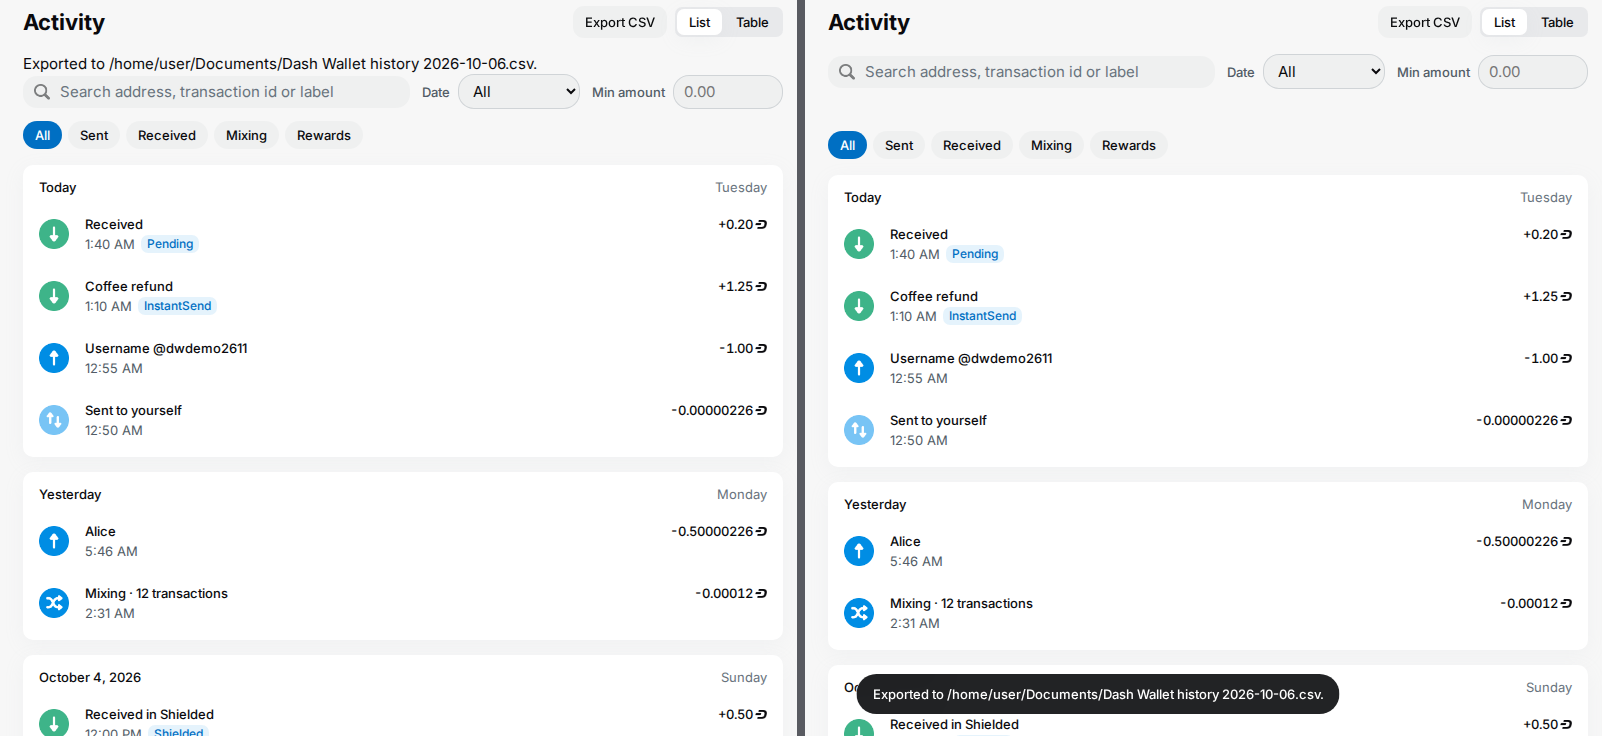 Activity
Export CSV
List
Table
Exported to /home/user/Documents/Dash Wallet history 2026-10-06.csv.
Search address, transaction id or label
Date
All
Min amount
0.00
All
Sent
Received
Mixing
Rewards
Today
Tuesday
Received
+0.20
1:40 AM
Pending
Coffee refund
+1.25
1:10 AM
InstantSend
Username @dwdemo2611
-1.00
12:55 AM
Sent to yourself
-0.00000226
12:50 AM
Yesterday
Monday
Alice
-0.50000226
5:46 AM
Mixing · 12 transactions
-0.00012
2:31 AM
October 4, 2026
Sunday
Received in Shielded
+0.50
12:00 PM
Shielded
Activity
Export CSV
List
Table
Search address, transaction id or label
Date
All
Min amount
0.00
All
Sent
Received
Mixing
Rewards
Today
Tuesday
Received
+0.20
1:40 AM
Pending
Coffee refund
+1.25
1:10 AM
InstantSend
Username @dwdemo2611
-1.00
12:55 AM
Sent to yourself
-0.00000226
12:50 AM
Yesterday
Monday
Alice
-0.50000226
5:46 AM
Mixing · 12 transactions
-0.00012
2:31 AM
Sunday
Exported to /home/user/Documents/Dash Wallet history 2026-10-06.csv.
Received in Shielded
+0.50